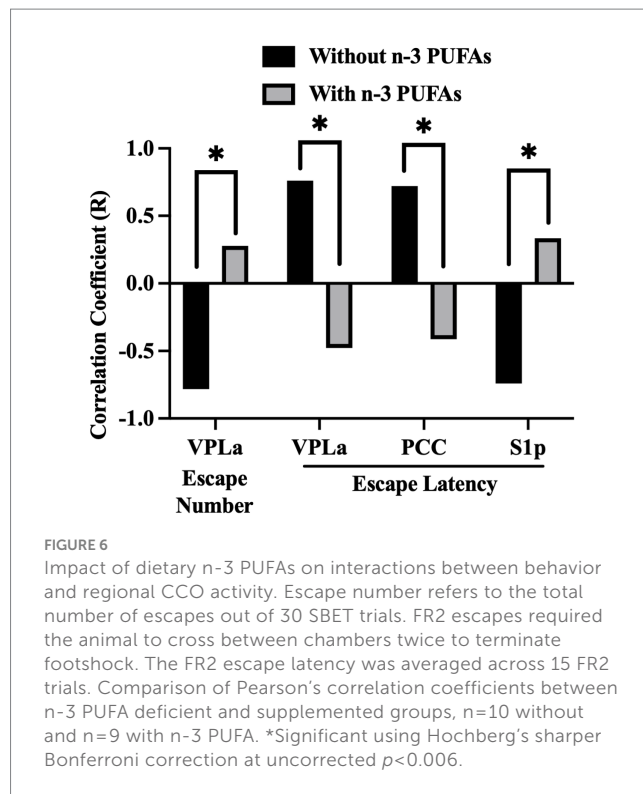 Without n-3 PUFAs
With n-3 PUFAs
* * * *
Correlation Coefficient (R)
1.0
0.5
0.0
-0.5
-1.0
VPLa VPLa PCC S1p
Escape Number
Escape Latency
FIGURE 6
Impact of dietary n-3 PUFAs on interactions between behavior
and regional CCO activity. Escape number refers to the total
number of escapes out of 30 SBET trials. FR2 escapes required
the animal to cross between chambers twice to terminate
footshock. The FR2 escape latency was averaged across 15 FR2
trials. Comparison of Pearson’s correlation coefficients between
n-3 PUFA deficient and supplemented groups, n=10 without
and n=9 with n-3 PUFA. *Significant using Hochberg’s sharper
Bonferroni correction at uncorrected p<0.006.